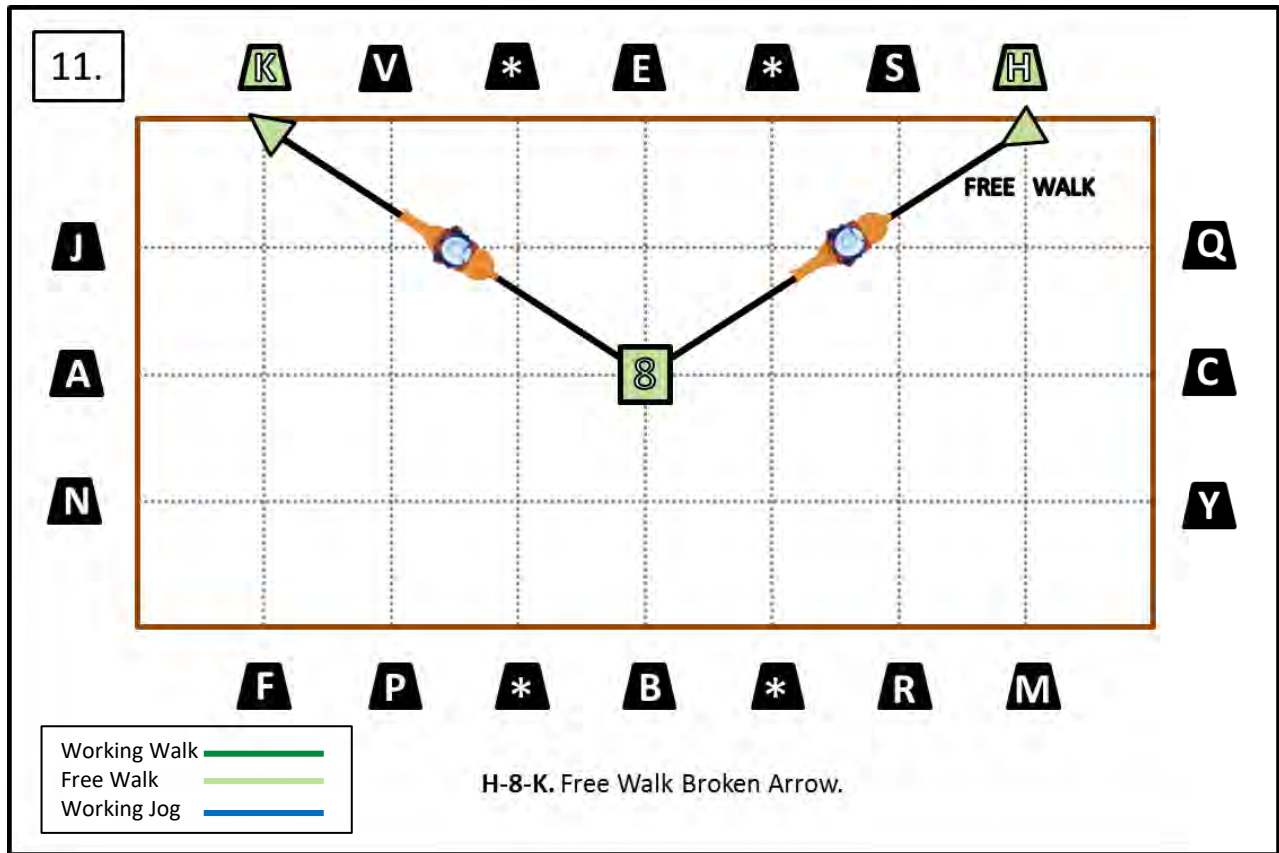 11.
K V * E * S H
FREE WALK
J Q
8
A C
N Y
F P * B * R M
Working Walk
Free Walk
Working Jog
H-8-K. Free Walk Broken Arrow.